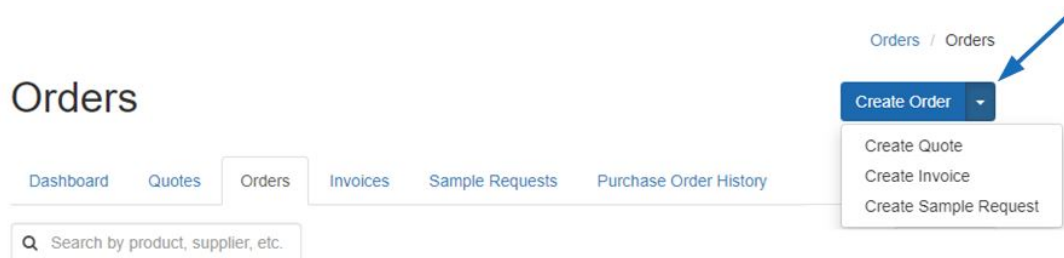 Orders / Orders
Orders
Create Order
Create Quote
Create Invoice
Create Sample Request
Dashboard Quotes Orders Invoices Sample Requests Purchase Order History
Search by product, supplier, etc.